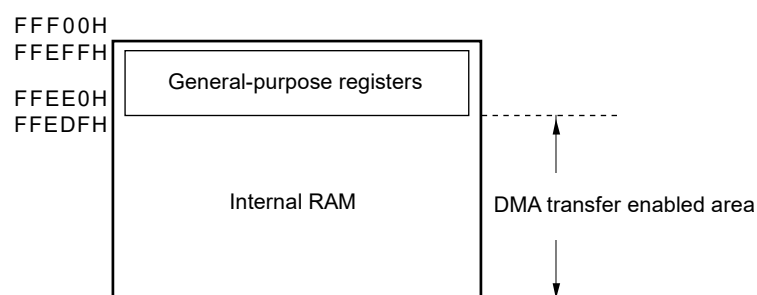 FFF00H
FFEFFH
General-purpose registers
FFEE0H
FFEDFH
Internal RAM
DMA transfer enabled area